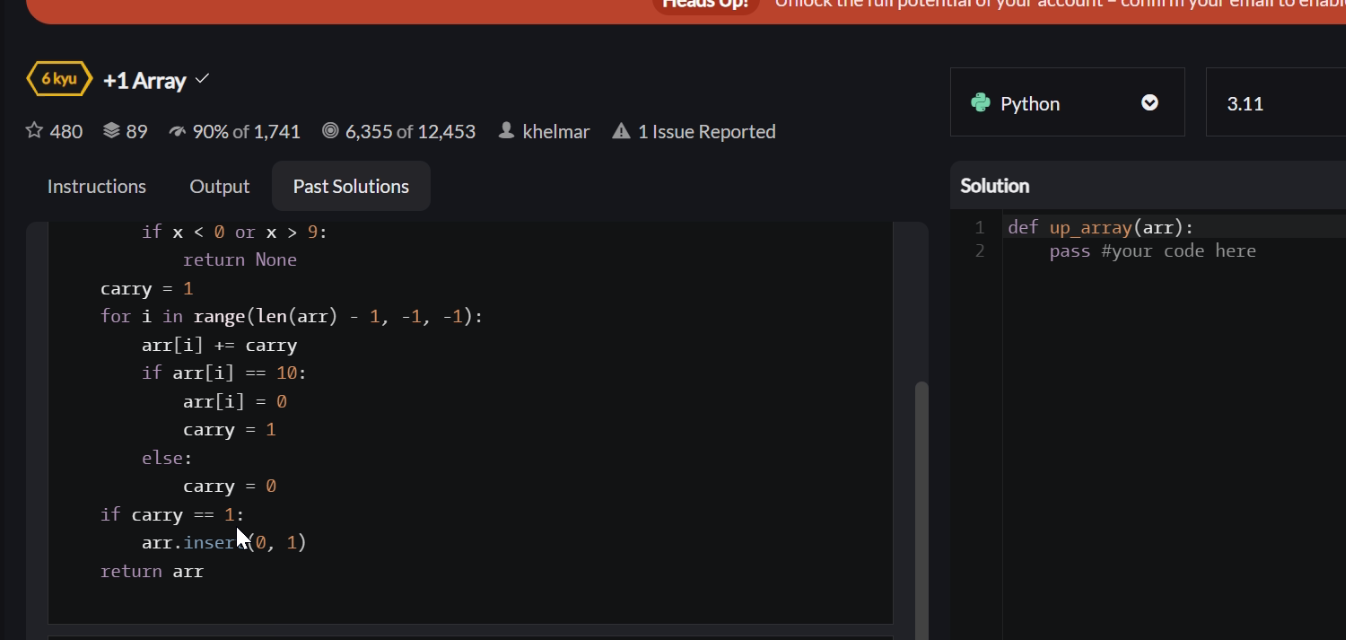 Heads Up! Unlock the full potential of your account – confirm your email to enable
6 kyu +1 Array
480 89 90% of 1,741 6,355 of 12,453 khelmar 1 Issue Reported
Python 3.11
Instructions Output Past Solutions
if x < 0 or x > 9:
return None
carry = 1
for i in range(len(arr) - 1, -1, -1):
arr[i] += carry
if arr[i] == 10:
arr[i] = 0
carry = 1
else:
carry = 0
if carry == 1:
arr.insert(0, 1)
return arr
Solution
1 def up_array(arr):
2 pass #your code here